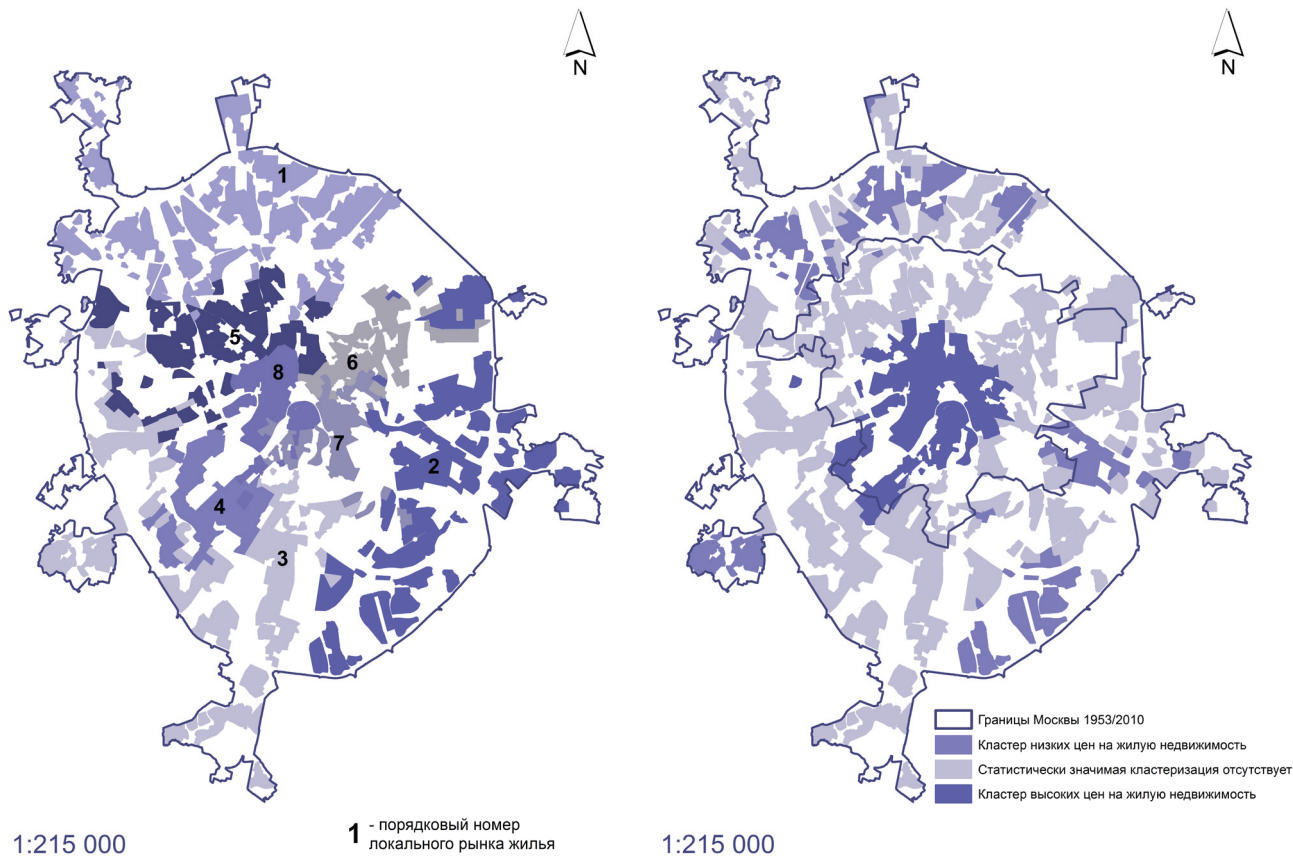 N
N
1
5
6
8
7
2
4
3
Границы Москвы 1953/2010
Кластер низких цен на жилую недвижимость
Статистически значимая кластеризация отсутствует
Кластер высоких цен на жилую недвижимость
1 - порядковый номер
локального рынка жилья
1:215 000
1:215 000